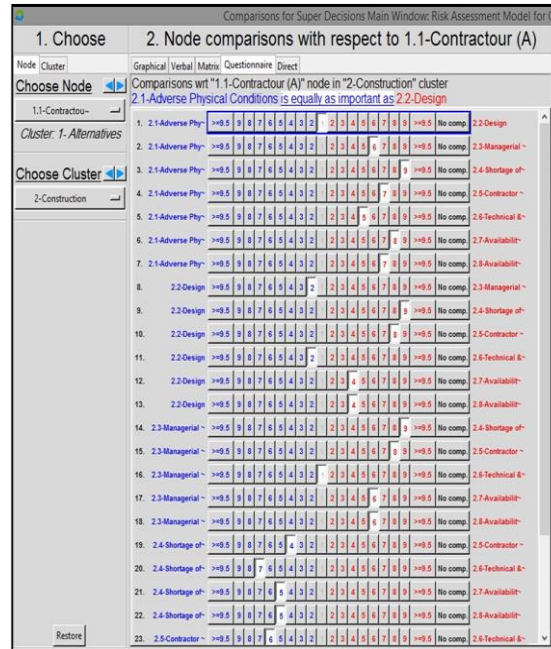 Comparisons for Super Decisions Main Window: Risk Assessment Model for
1. Choose
2. Node comparisons with respect to 1.1-Contractour (A)
Node Cluster
Graphical Verbal Matrix Questionnaire Direct
Choose Node
1.1-Contractou~
Cluster: 1- Alternatives
Choose Cluster
2-Construction
Restore
Comparisons wrt "1.1-Contractour (A)" node in "2-Construction" cluster
2.1-Adverse Physical Conditions is equally as important as 2.2-Design
1. 2.1-Adverse Phy~ >=9.5 9 8 7 6 5 4 3 2 1 2 3 4 5 6 7 8 9 >=9.5 No comp. 2.2-Design
2. 2.1-Adverse Phy~ >=9.5 9 8 7 6 5 4 3 2 2 3 4 5 6 7 8 9 >=9.5 No comp. 2.3-Managerial ~
3. 2.1-Adverse Phy~ >=9.5 9 8 7 6 5 4 3 2 2 3 4 5 6 7 8 9 >=9.5 No comp. 2.4-Shortage of~
4. 2.1-Adverse Phy~ >=9.5 9 8 7 6 5 4 3 2 2 3 4 5 6 7 8 9 >=9.5 No comp. 2.5-Contractor ~
5. 2.1-Adverse Phy~ >=9.5 9 8 7 6 5 4 3 2 2 3 4 5 6 7 8 9 >=9.5 No comp. 2.6-Technical &~
6. 2.1-Adverse Phy~ >=9.5 9 8 7 6 5 4 3 2 2 3 4 5 6 7 8 9 >=9.5 No comp. 2.7-Availabilit~
7. 2.1-Adverse Phy~ >=9.5 9 8 7 6 5 4 3 2 2 3 4 5 6 7 8 9 >=9.5 No comp. 2.8-Availabilit~
8. 2.2-Design >=9.5 9 8 7 6 5 4 3 2 2 3 4 5 6 7 8 9 >=9.5 No comp. 2.3-Managerial ~
9. 2.2-Design >=9.5 9 8 7 6 5 4 3 2 2 3 4 5 6 7 8 9 >=9.5 No comp. 2.4-Shortage of~
10. 2.2-Design >=9.5 9 8 7 6 5 4 3 2 2 3 4 5 6 7 8 9 >=9.5 No comp. 2.5-Contractor ~
11. 2.2-Design >=9.5 9 8 7 6 5 4 3 2 2 3 4 5 6 7 8 9 >=9.5 No comp. 2.6-Technical &~
12. 2.2-Design >=9.5 9 8 7 6 5 4 3 2 2 3 4 5 6 7 8 9 >=9.5 No comp. 2.7-Availabilit~
13. 2.2-Design >=9.5 9 8 7 6 5 4 3 2 2 3 4 5 6 7 8 9 >=9.5 No comp. 2.8-Availabilit~
14. 2.3-Managerial ~ >=9.5 9 8 7 6 5 4 3 2 2 3 4 5 6 7 8 9 >=9.5 No comp. 2.4-Shortage of~
15. 2.3-Managerial ~ >=9.5 9 8 7 6 5 4 3 2 2 3 4 5 6 7 8 9 >=9.5 No comp. 2.5-Contractor ~
16. 2.3-Managerial ~ >=9.5 9 8 7 6 5 4 3 2 1 2 3 4 5 6 7 8 9 >=9.5 No comp. 2.6-Technical &~
17. 2.3-Managerial ~ >=9.5 9 8 7 6 5 4 3 2 2 3 4 5 6 7 8 9 >=9.5 No comp. 2.7-Availabilit~
18. 2.3-Managerial ~ >=9.5 9 8 7 6 5 4 3 2 2 3 4 5 6 7 8 9 >=9.5 No comp. 2.8-Availabilit~
19. 2.4-Shortage of~ >=9.5 9 8 7 6 5 4 3 2 2 3 4 5 6 7 8 9 >=9.5 No comp. 2.5-Contractor ~
20. 2.4-Shortage of~ >=9.5 9 8 7 6 5 4 3 2 2 3 4 5 6 7 8 9 >=9.5 No comp. 2.6-Technical &~
21. 2.4-Shortage of~ >=9.5 9 8 7 6 5 4 3 2 2 3 4 5 6 7 8 9 >=9.5 No comp. 2.7-Availabilit~
22. 2.4-Shortage of~ >=9.5 9 8 7 6 5 4 3 2 2 3 4 5 6 7 8 9 >=9.5 No comp. 2.8-Availabilit~
23. 2.5-Contractor ~ >=9.5 9 8 7 6 5 4 3 2 2 3 4 5 6 7 8 9 >=9.5 No comp. 2.6-Technical &~